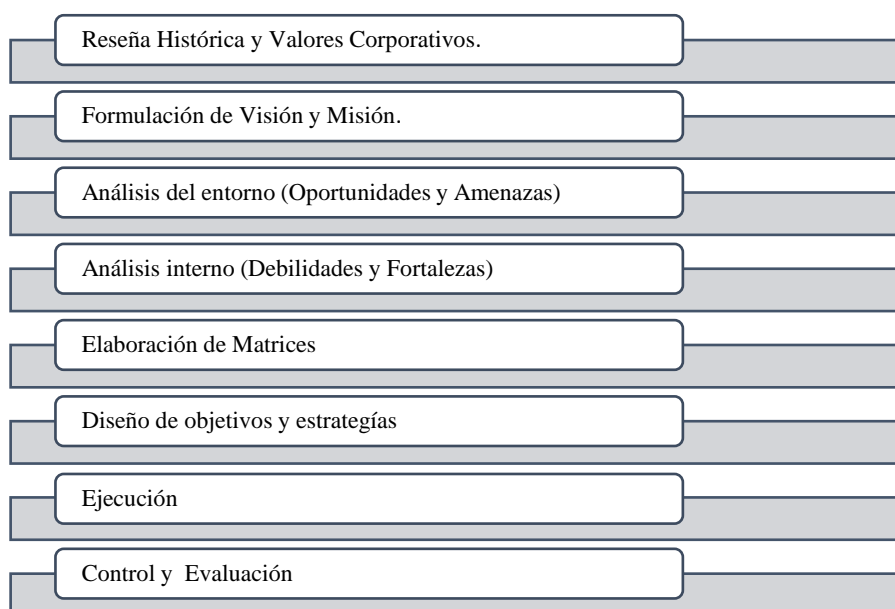 Reseña Histórica y Valores Corporativos.
Formulación de Visión y Misión.
Análisis del entorno (Oportunidades y Amenazas)
Análisis interno (Debilidades y Fortalezas)
Elaboración de Matrices
Diseño de objetivos y estrategías
Ejecución
Control y  Evaluación